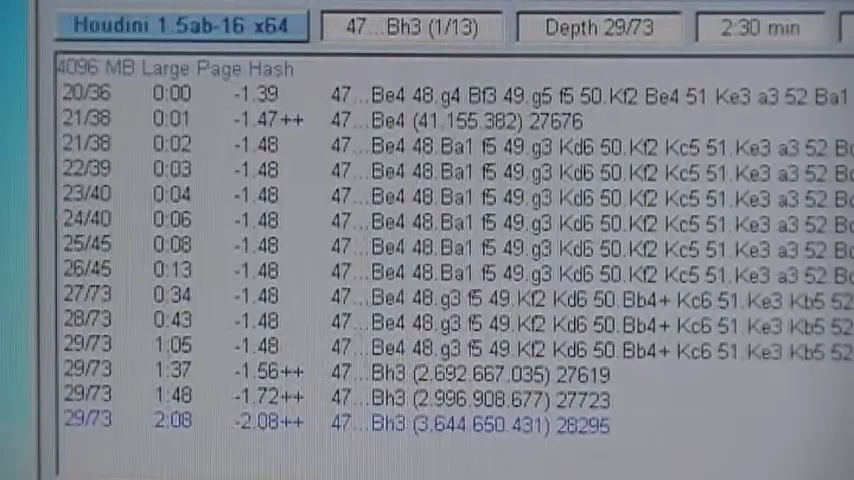 Houdini 1.5ab-16 x64 47...Bh3 (1/13) Depth 29/73 2:30 min
4096 MB Large Page Hash
20/36 0:00 -1.39 47...Be4 48.g4 Bf3 49.g5 f5 50.Kf2 Be4 51.Ke3 a3 52 Ba1
21/38 0:01 -1.47++ 47...Be4 (41.155.382) 27676
21/38 0:02 -1.48 47...Be4 48.Ba1 f5 49.g3 Kd6 50.Kf2 Kc5 51.Ke3 a3 52
22/39 0:03 -1.48 47...Be4 48.Ba1 f5 49.g3 Kd6 50.Kf2 Kc5 51.Ke3 a3 52
23/40 0:04 -1.48 47...Be4 48.Ba1 f5 49.g3 Kd6 50.Kf2 Kc5 51.Ke3 a3 52
24/40 0:06 -1.48 47...Be4 48.Ba1 f5 49.g3 Kd6 50.Kf2 Kc5 51.Ke3 a3 52
25/45 0:08 -1.48 47...Be4 48.Ba1 f5 49.g3 Kd6 50.Kf2 Kc5 51.Ke3 a3 52
26/45 0:13 -1.48 47...Be4 48.Ba1 f5 49.g3 Kd6 50.Kf2 Kc5 51.Ke3 a3 52
27/73 0:34 -1.48 47...Be4 48.g3 f5 49.Kf2 Kd6 50.Bb4+ Kc6 51.Ke3 Kb5 52
28/73 0:43 -1.48 47...Be4 48.g3 f5 49.Kf2 Kd6 50.Bb4+ Kc6 51.Ke3 Kb5 52
29/73 1:05 -1.48 47...Be4 48.g3 f5 49.Kf2 Kd6 50.Bb4+ Kc6 51.Ke3 Kb5 52
29/73 1:37 -1.56++ 47...Bh3 (2.692.667.035) 27619
29/73 1:48 -1.72++ 47...Bh3 (2.996.908.677) 27723
29/73 2:08 -2.08++ 47...Bh3 (3.644.650.431) 28295